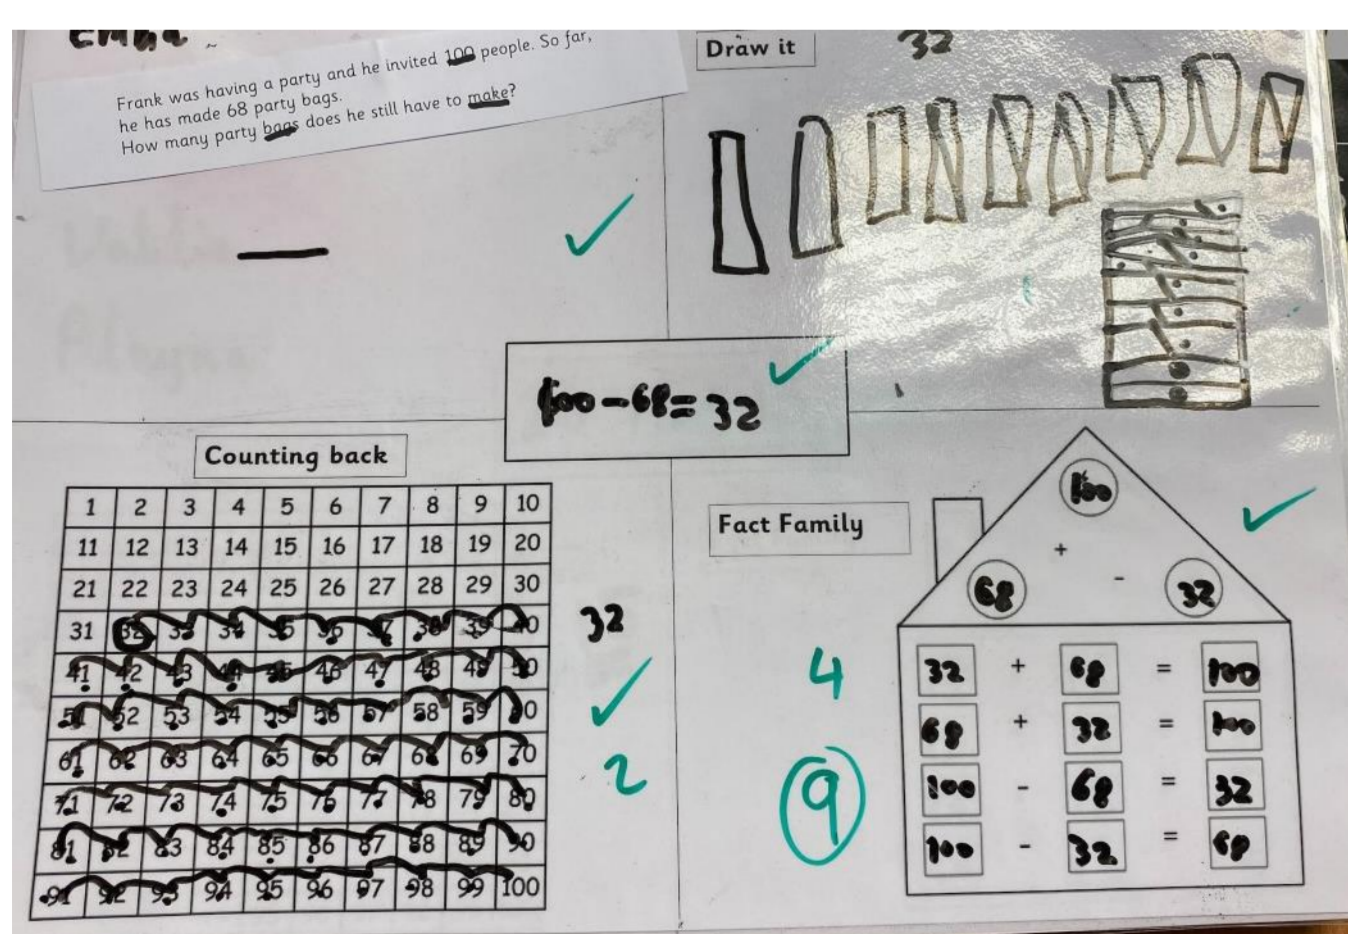 Emma
Frank was having a party and he invited 100 people. So far,
he has made 68 party bags.
How many party bags does he still have to make?
Draw it
32
100-68=32
Counting back
1 2 3 4 5 6 7 8 9 10
11 12 13 14 15 16 17 18 19 20
21 22 23 24 25 26 27 28 29 30
31 32 33 34 35 36 37 38 39 40
41 42 43 44 45 46 47 48 49 50
51 52 53 54 55 56 57 58 59 60
61 62 63 64 65 66 67 68 69 70
71 72 73 74 75 76 77 78 79 80
81 82 83 84 85 86 87 88 89 90
91 92 93 94 95 96 97 98 99 100
32
2
Fact Family
100
+
-
68 32
4
9
32 + 68 = 100
68 + 32 = 100
100 - 68 = 32
100 - 32 = 68